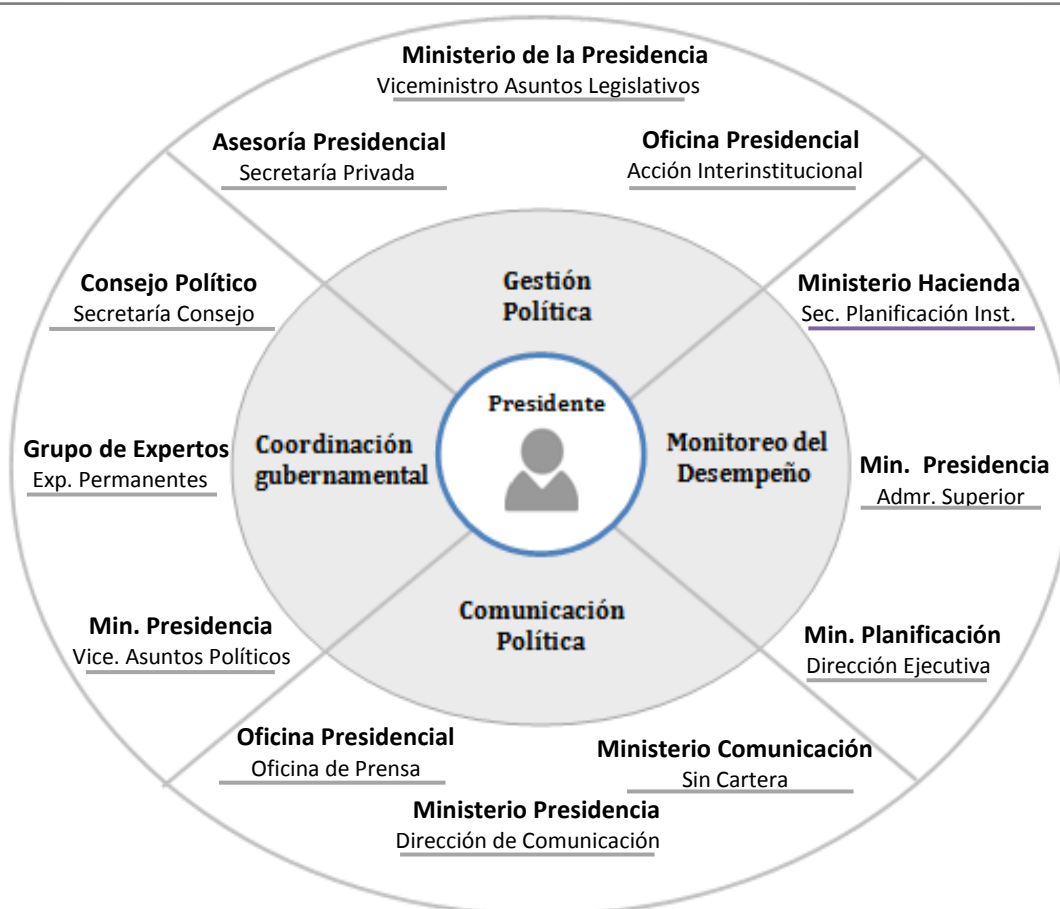 Ministerio de la Presidencia
Viceministro Asuntos Legislativos
Asesoría Presidencial
Secretaría Privada
Oficina Presidencial
Acción Interinstitucional
Consejo Político
Secretaría Consejo
Gestión
Política
Ministerio Hacienda
Sec. Planificación Inst.
Presidente
Grupo de Expertos
Exp. Permanentes
Coordinación
gubernamental
Monitoreo del
Desempeño
Min.  Presidencia
Admr. Superior
Comunicación
Política
Min. Presidencia
Vice. Asuntos Políticos
Min. Planificación
Dirección Ejecutiva
Oficina Presidencial
Oficina de Prensa
Ministerio Comunicación
Sin Cartera
Ministerio Presidencia
Dirección de Comunicación